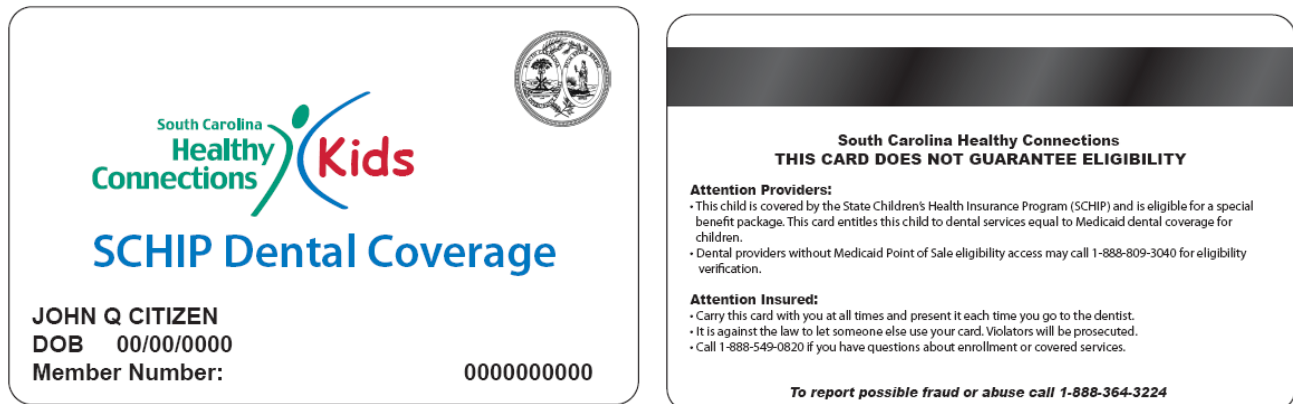 South Carolina
Healthy
Connections
Kids
SCHIP Dental Coverage
JOHN Q CITIZEN
DOB 00/00/0000
Member Number: 0000000000
South Carolina Healthy Connections
THIS CARD DOES NOT GUARANTEE ELIGIBILITY
Attention Providers:
• This child is covered by the State Children's Health Insurance Program (SCHIP) and is eligible for a special
benefit package. This card entitles this child to dental services equal to Medicaid dental coverage for
children.
• Dental providers without Medicaid Point of Sale eligibility access may call 1-888-809-3040 for eligibility
verification.
Attention Insured:
• Carry this card with you at all times and present it each time you go to the dentist.
• It is against the law to let someone else use your card. Violators will be prosecuted.
• Call 1-888-549-0820 if you have questions about enrollment or covered services.
To report possible fraud or abuse call 1-888-364-3224